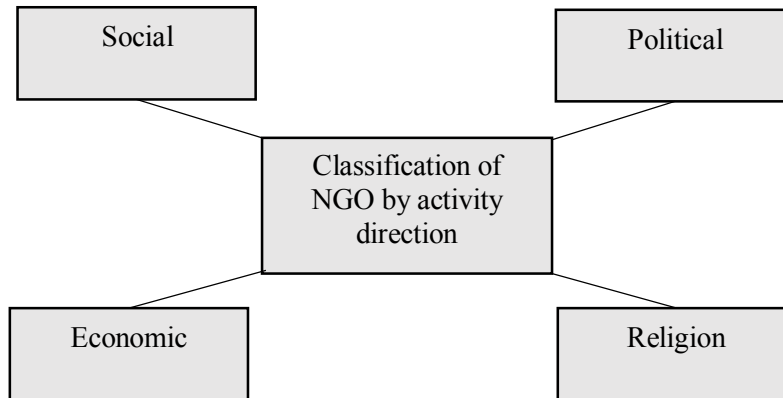 Social
Political
Classification of
NGO by activity
direction
Economic
Religion